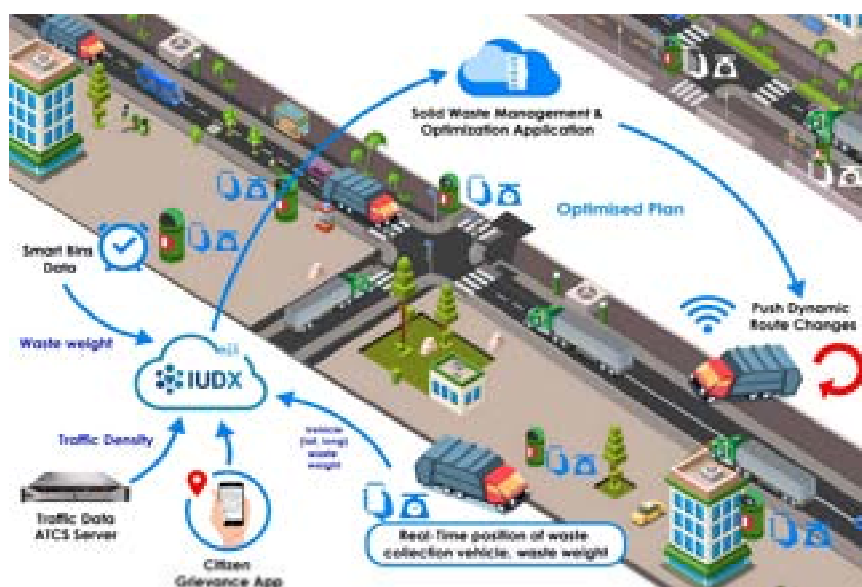 Solid Waste Management &
Optimization Application
Optimised Plan
Smart Bins
Data
Push Dynamic
Route Changes
Waste weight
IUDX
Traffic Density
vehicle
(lat, long)
waste
weight
Traffic Data
ATCS Server
Citizen
Grievance App
Real-Time position of waste
collection vehicle, waste weight